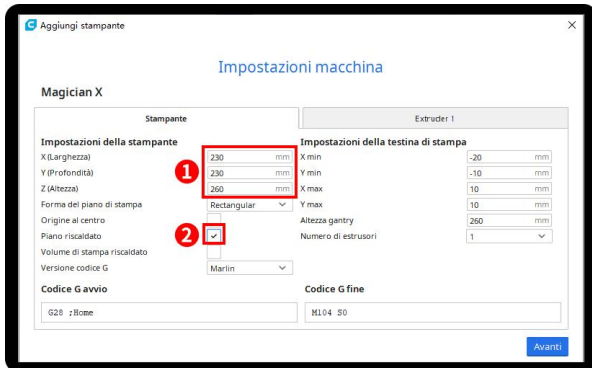 Aggiungi stampante
Impostazioni macchina
Magician X
Stampante
Extruder 1
Impostazioni della stampante
X (Larghezza) 230 mm
Y (Profondità) 230 mm
Z (Altezza) 260 mm
1
Forma del piano di stampa Rectangular
Origine al centro
Piano riscaldato
2
Volume di stampa riscaldato
Versione codice G Marlin
Impostazioni della testina di stampa
X min -20 mm
Y min -10 mm
X max 10 mm
Y max 10 mm
Altezza gantry 260 mm
Numero di estrusori 1
Codice G avvio
G28 ;Home
Codice G fine
M104 S0
Avanti